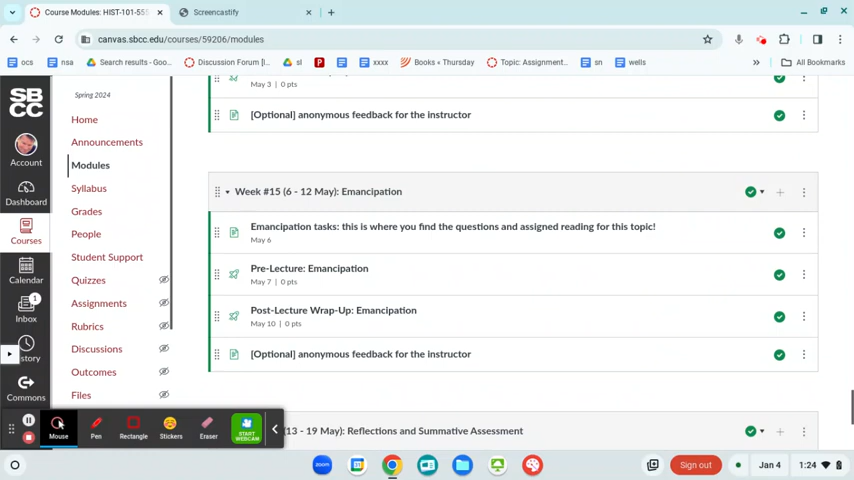 Course Modules: HIST-101-555
Screencastify
canvas.sbcc.edu/courses/59206/modules
ocs
nsa
Search results - Goo...
sl
Discussion Forum [I...
xxxx
Books « Thursday
Topic: Assignment...
sn
wells
All Bookmarks
SB
CC
Account
Dashboard
Courses
Calendar
1
Inbox
story
Commons
Spring 2024
Home
Announcements
Modules
Syllabus
Grades
People
Student Support
Quizzes
Assignments
Rubrics
Discussions
Outcomes
Files
May 3 | 0 pts
[Optional] anonymous feedback for the instructor
Week #15 (6 - 12 May): Emancipation
Emancipation tasks: this is where you find the questions and assigned reading for this topic!
May 6
Pre-Lecture: Emancipation
May 7 | 0 pts
Post-Lecture Wrap-Up: Emancipation
May 10 | 0 pts
[Optional] anonymous feedback for the instructor
(13 - 19 May): Reflections and Summative Assessment
Mouse
Pen
Rectangle
Stickers
Eraser
START
WEBCAM
zoom
Sign out
Jan 4
1:24